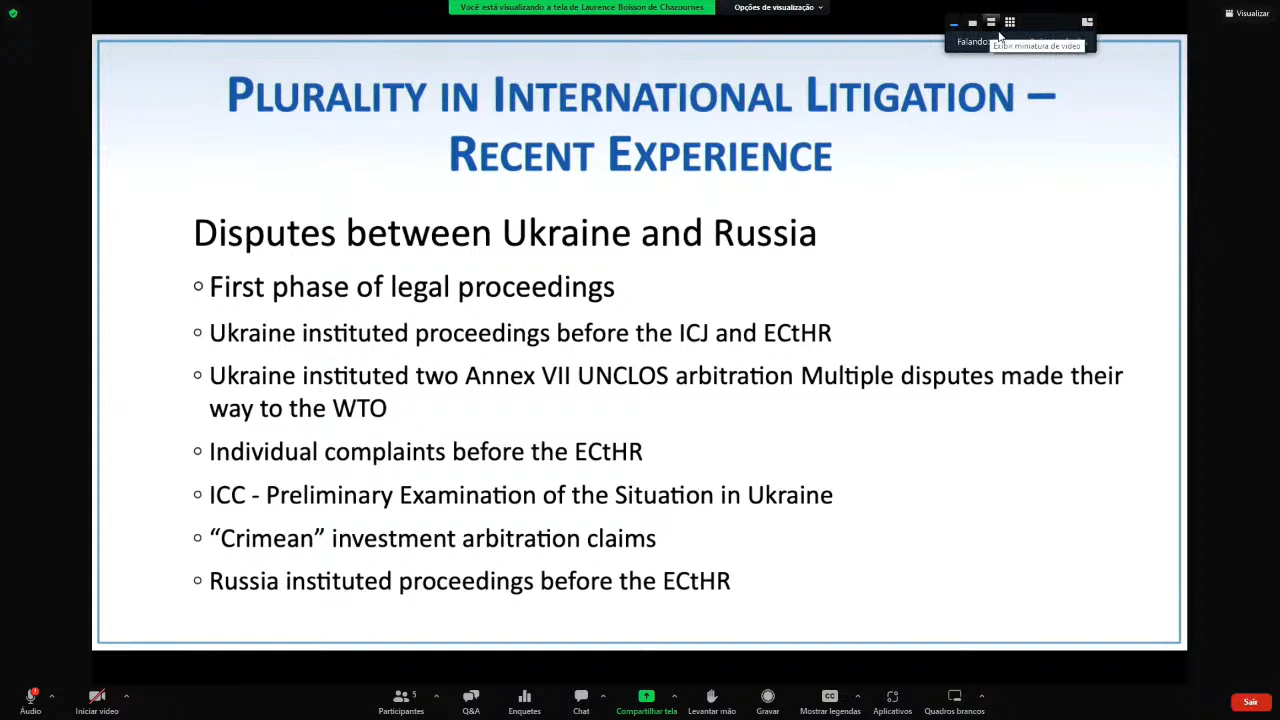 Você está visualizando a tela de Laurence Boisson de Chazournes
Opções de visualização
Visualizar
Falando:
Exibir miniatura de vídeo
PLURALITY IN INTERNATIONAL LITIGATION –
RECENT EXPERIENCE
Disputes between Ukraine and Russia
First phase of legal proceedings
Ukraine instituted proceedings before the ICJ and ECtHR
Ukraine instituted two Annex VII UNCLOS arbitration Multiple disputes made their
way to the WTO
Individual complaints before the ECtHR
ICC - Preliminary Examination of the Situation in Ukraine
“Crimean” investment arbitration claims
Russia instituted proceedings before the ECtHR
5
CC
Áudio
Iniciar vídeo
Participantes
Q&A
Enquetes
Chat
Compartilhar tela
Levantar mão
Gravar
Mostrar legendas
Aplicativos
Quadros brancos
Sair